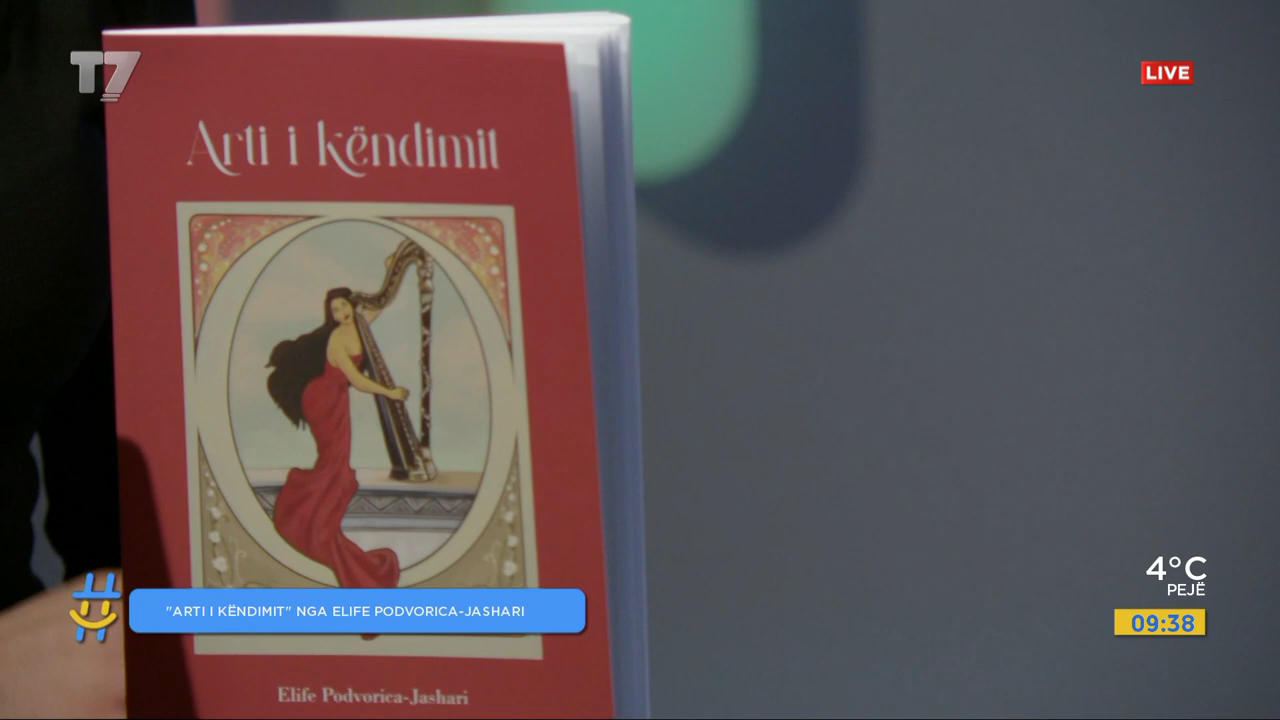 T7
LIVE
Arti i këndimit
"ARTI I KËNDIMIT" NGA ELIFE PODVORICA-JASHARI
Elife Podvorica-Jashari
4°C
PEJË
09:38